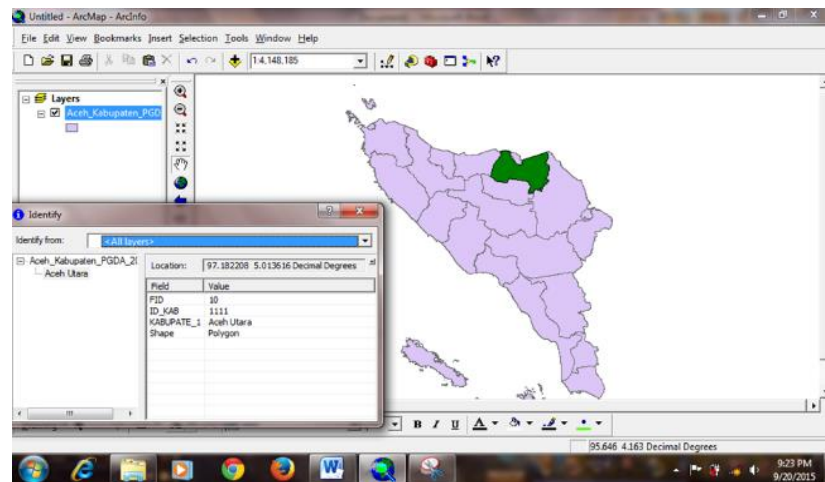 Untitled - ArcMap - ArcInfo
File Edit View Bookmarks Insert Selection Tools Window Help
1:4,148,185
Layers
Aceh_Kabupaten_PGD
Identify
Identify from: <All layers>
Aceh_Kabupaten_PGDA_20
Aceh Utara
Location: 97.182208 5.013616 Decimal Degrees
Field Value
FID 10
ID_KAB 1111
KABUPATE_1 Aceh Utara
Shape Polygon
B I U A
95.646 4.163 Decimal Degrees
9:23 PM
9/20/2015